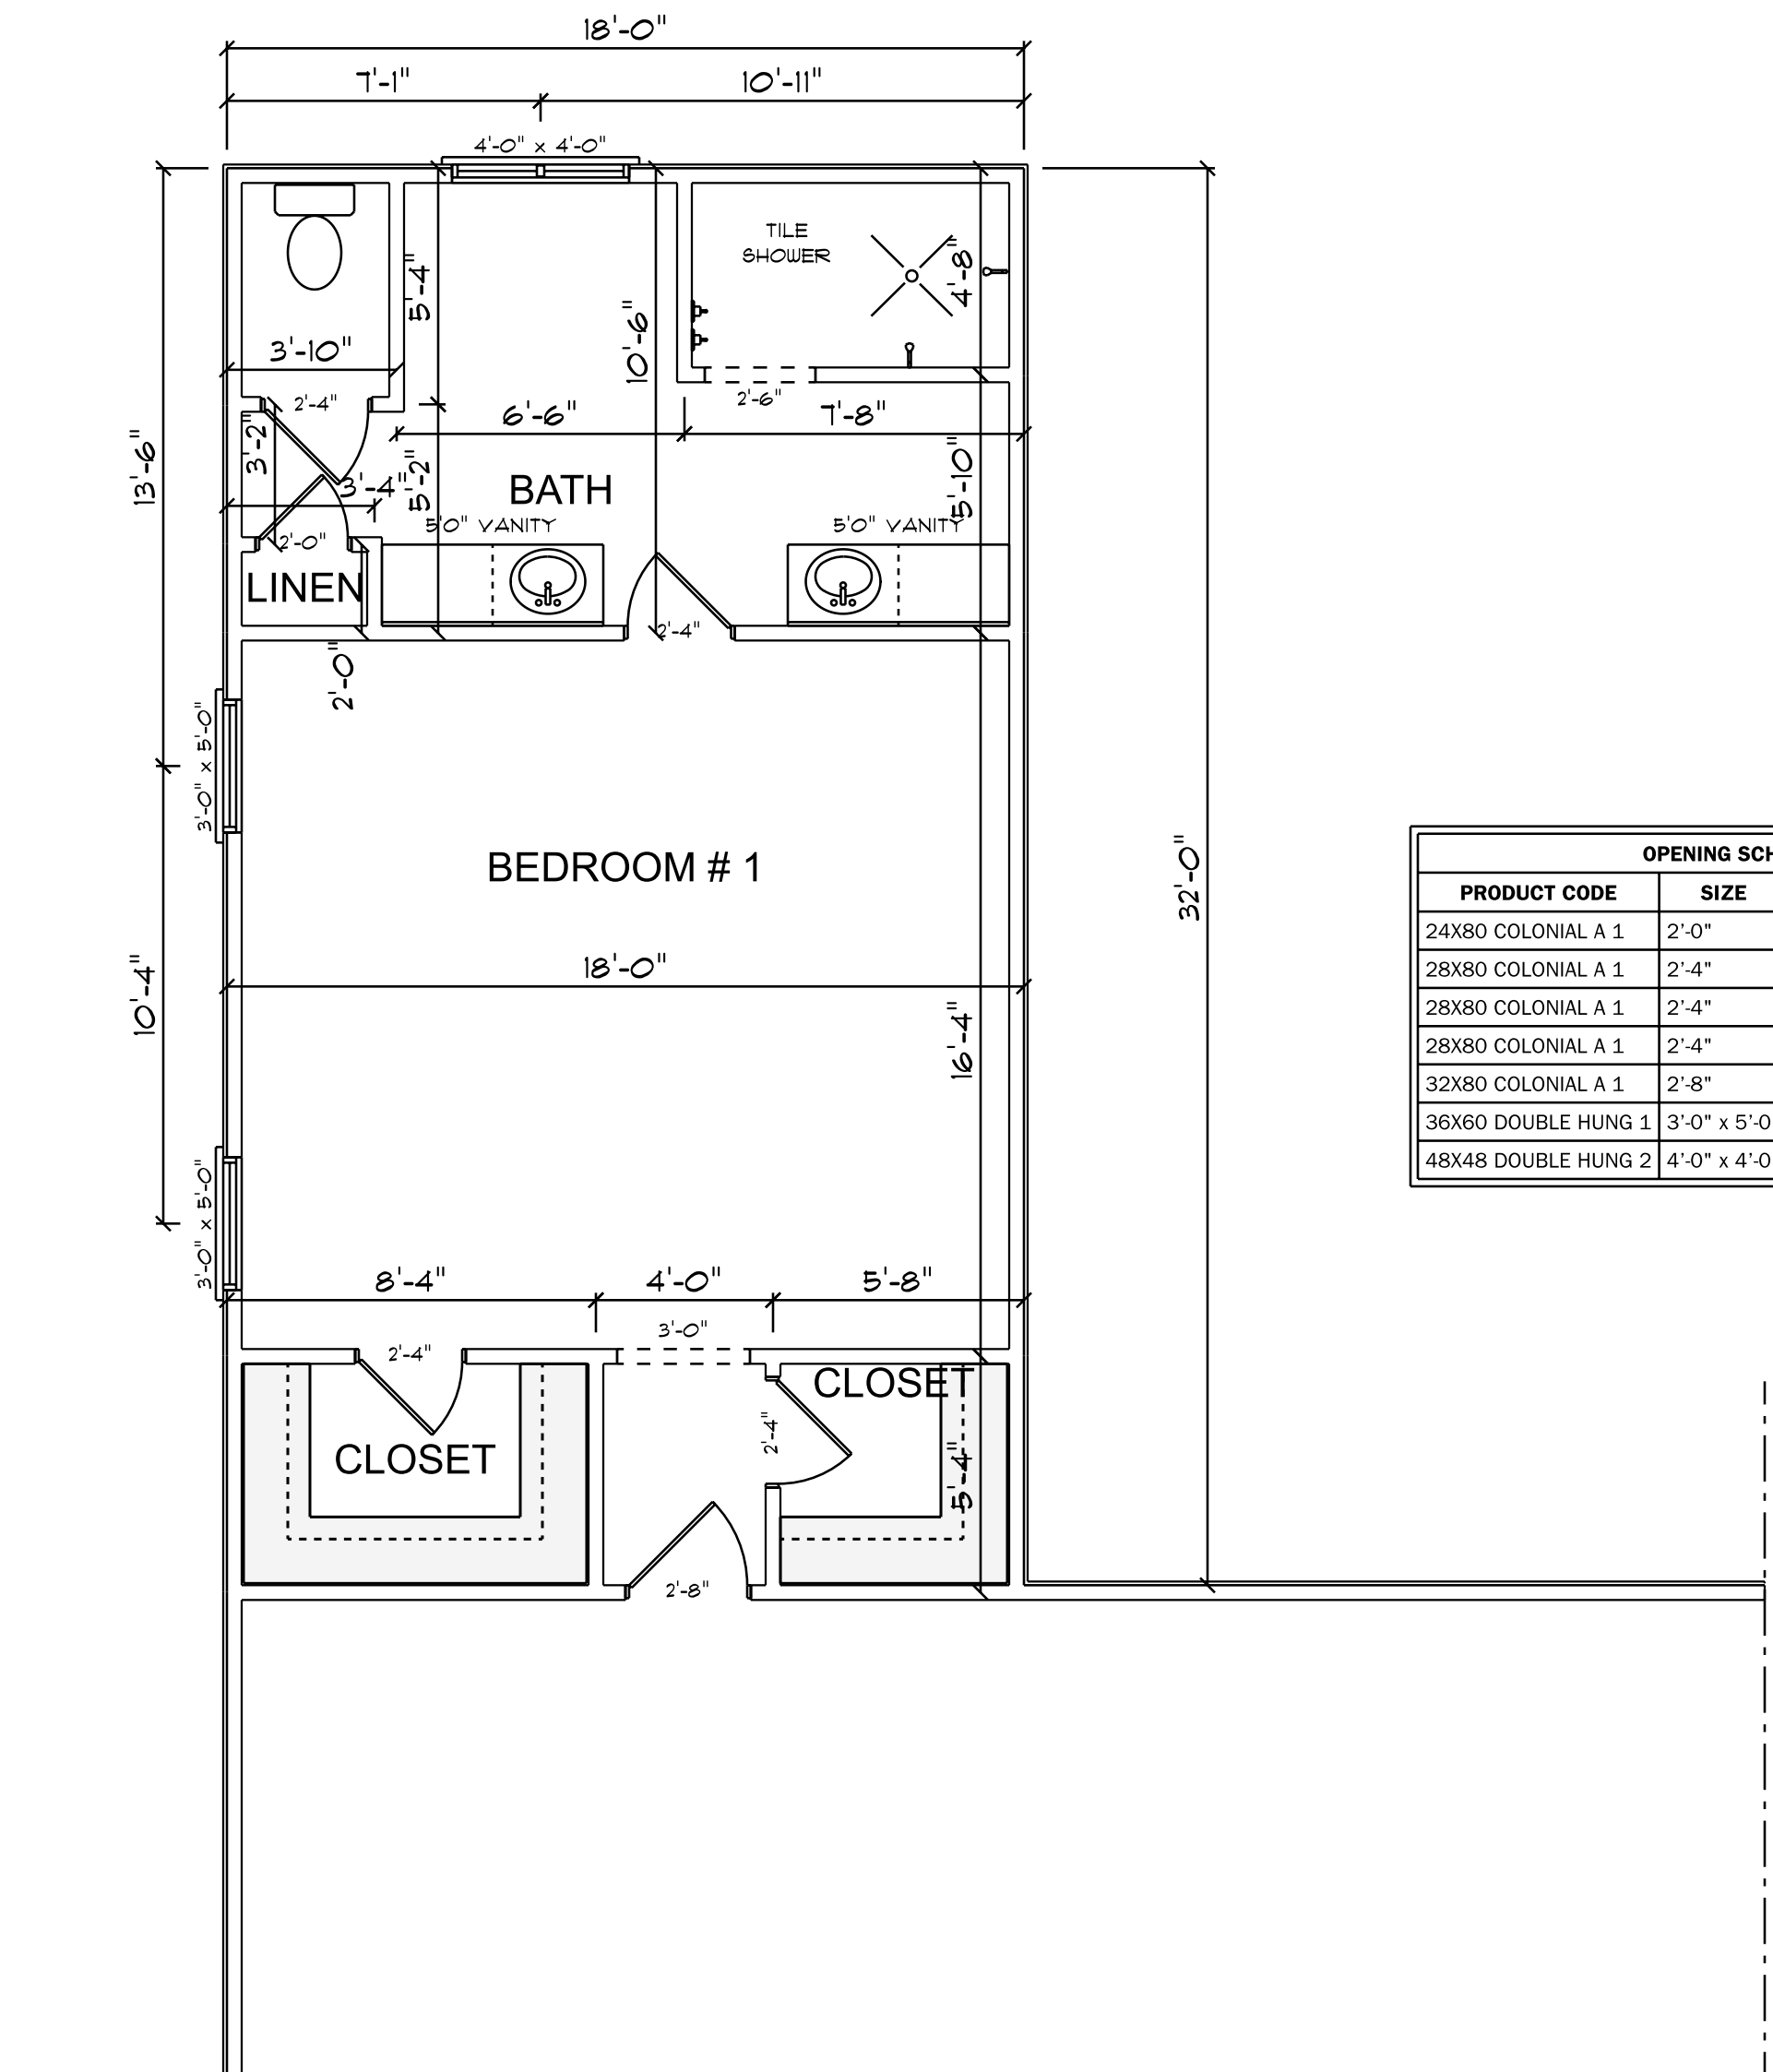 18'-0"
7'-1"
10'-11"
4'-0" x 4'-0"
TILE
SHOWER
5'-4"
4'-8"
10'-6"
3'-10"
2'-4"
2'-6"
6'-6"
7'-8"
13'-6"
3'-2"
3'-4"
5'-2"
5'-10"
BATH
5'0" VANITY
5'0" VANITY
2'-0"
LINEN
2'-4"
2'-0"
3'-0" x 5'-0"
BEDROOM # 1
32'-0"
18'-0"
10'-4"
16'-4"
3'-0" x 5'-0"
8'-4"
4'-0"
5'-8"
3'-0"
2'-4"
CLOSET
2'-4"
CLOSET
5'-4"
2'-8"
OPENING SCH
PRODUCT CODE SIZE
24X80 COLONIAL A 1 2'-0"
28X80 COLONIAL A 1 2'-4"
28X80 COLONIAL A 1 2'-4"
28X80 COLONIAL A 1 2'-4"
32X80 COLONIAL A 1 2'-8"
36X60 DOUBLE HUNG 1 3'-0" x 5'-0
48X48 DOUBLE HUNG 2 4'-0" x 4'-0